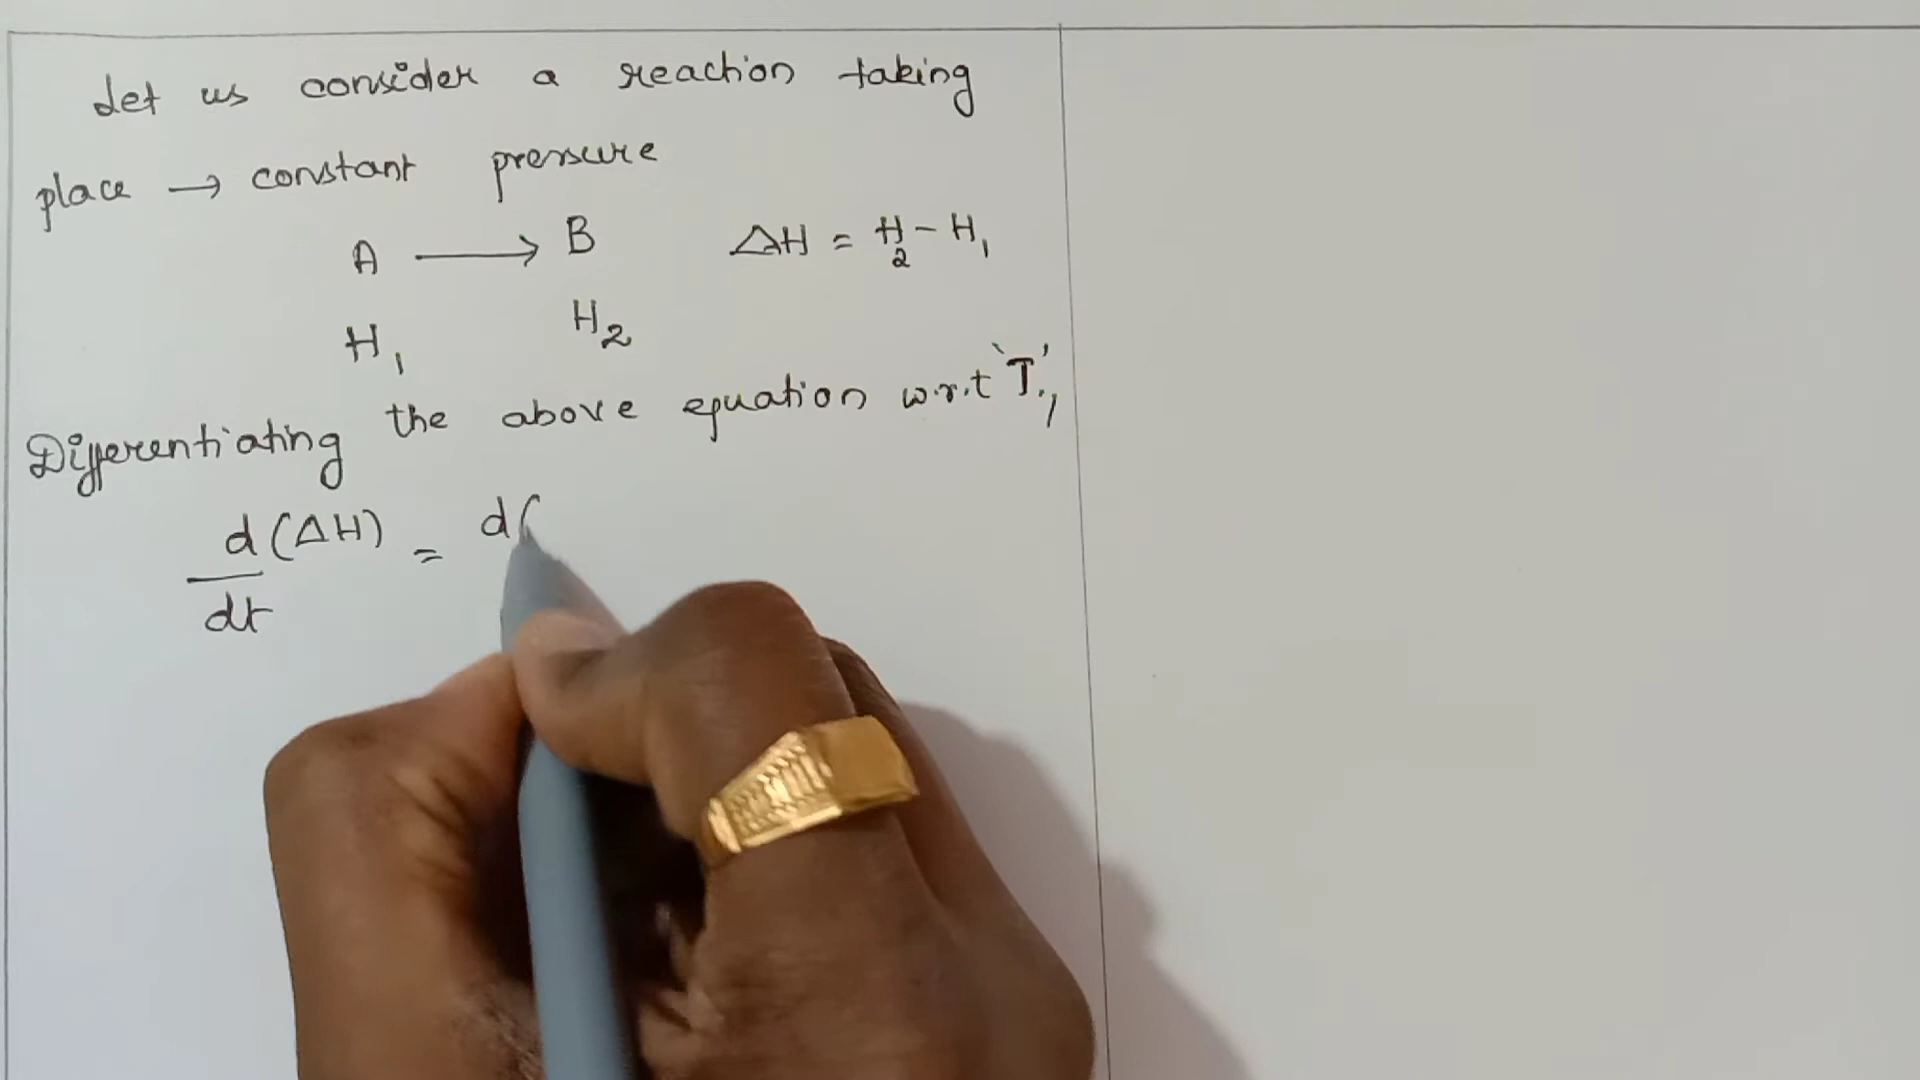 Let us consider a reaction taking
place → constant pressure
A ⟶ B ΔH = H₂ - H₁
H₁ H₂
Differentiating the above equation w.r.t 'T',
d (ΔH) = d(
dt